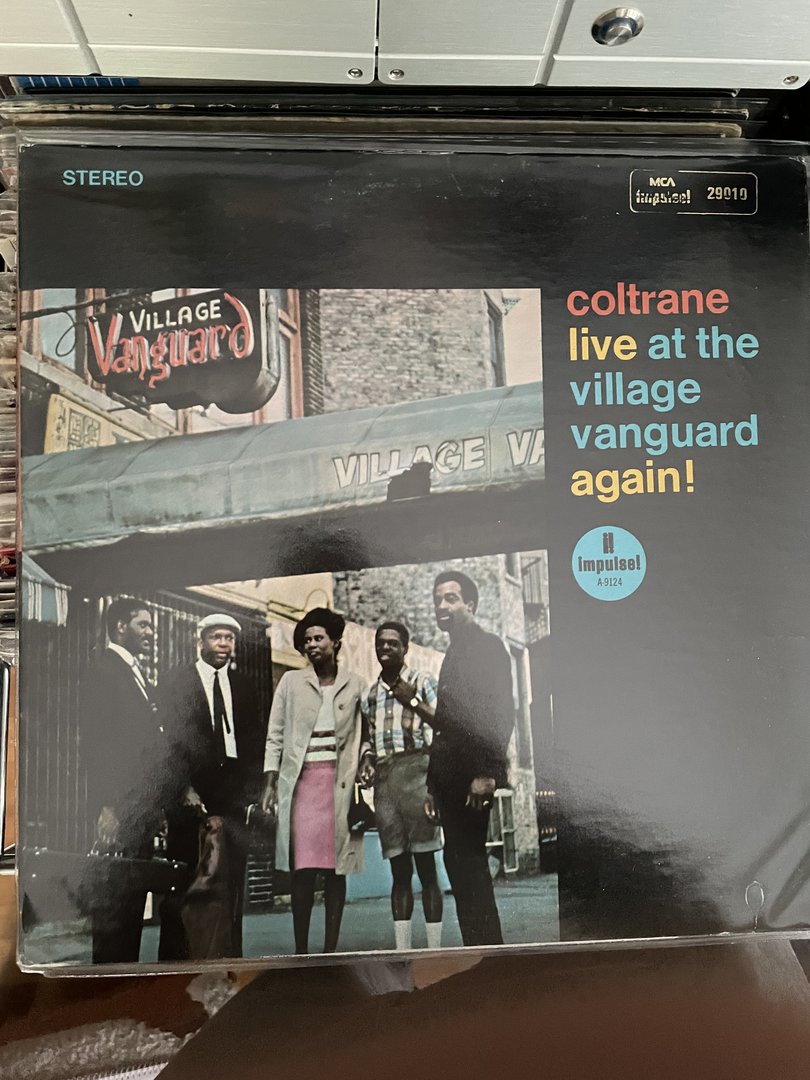 STEREO
MCA
impulse! 29010
VILLAGE
Vanguard
VILLAGE VA
coltrane
live at the
village
vanguard
again!
i!
impulse!
A-9124